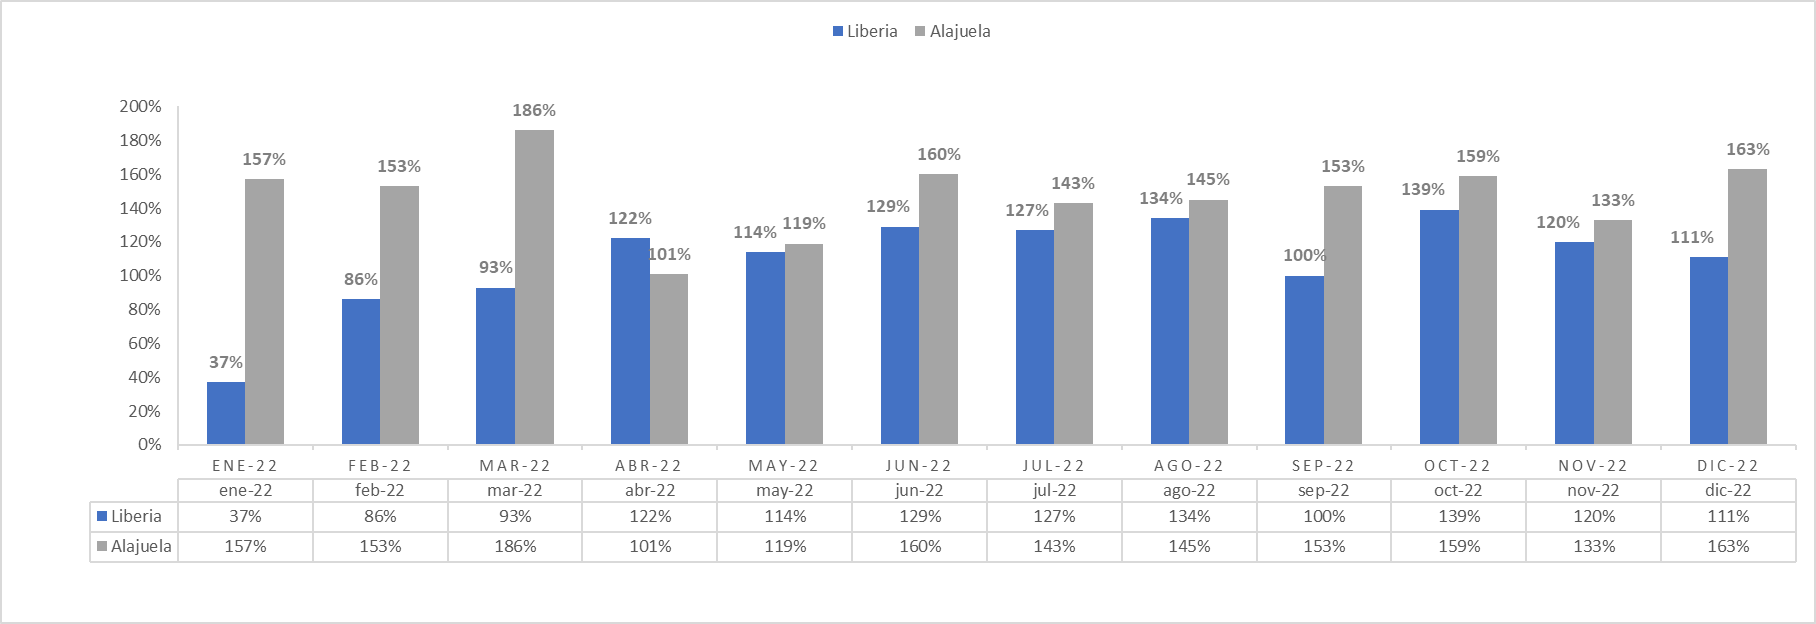 Liberia Alajuela
200%
180%
160%
140%
120%
100%
80%
60%
40%
20%
0%
37% 157% 86% 153% 93% 186% 122% 101% 114% 119% 129% 160% 127% 143% 134% 145% 100% 153% 139% 159% 120% 133% 111% 163%
ENE-22 FEB-22 MAR-22 ABR-22 MAY-22 JUN-22 JUL-22 AGO-22 SEP-22 OCT-22 NOV-22 DIC-22
ene-22 feb-22 mar-22 abr-22 may-22 jun-22 jul-22 ago-22 sep-22 oct-22 nov-22 dic-22
Liberia 37% 86% 93% 122% 114% 129% 127% 134% 100% 139% 120% 111%
Alajuela 157% 153% 186% 101% 119% 160% 143% 145% 153% 159% 133% 163%